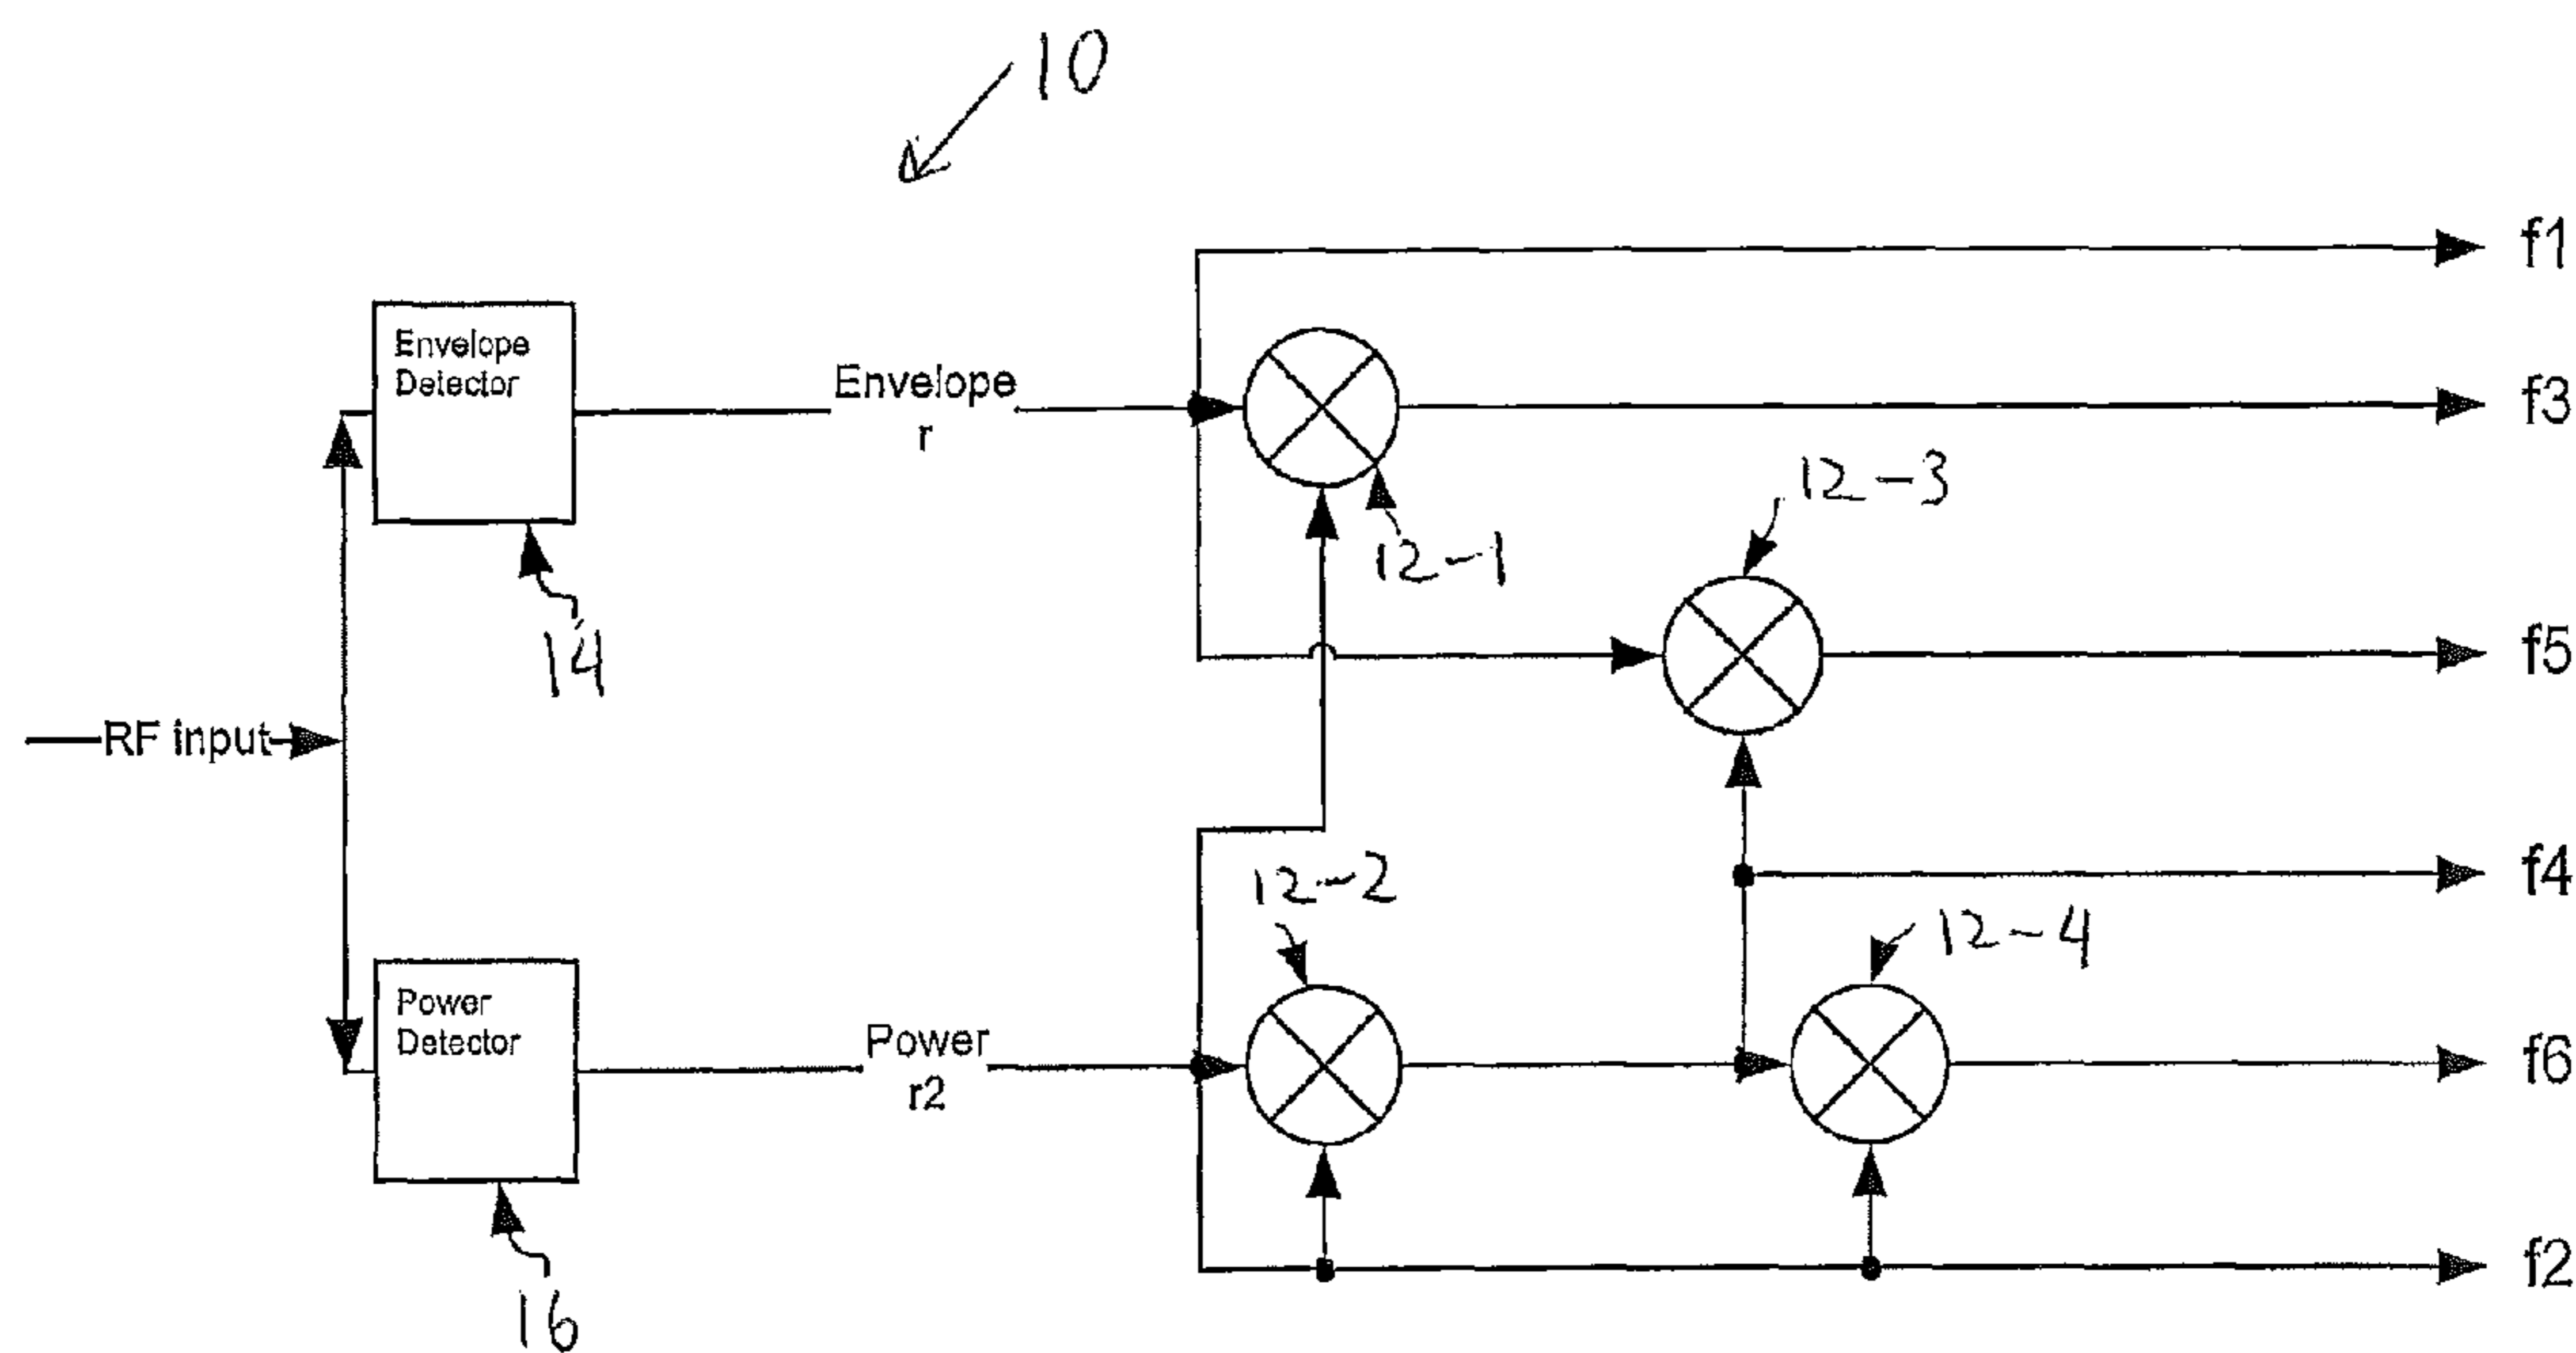 10
f1
Envelope
Detector
Envelope
r
f3
12-3
12-1
14
f5
RF input
12-2
f4
12-4
Power
Detector
Power
r2
f6
16
f2